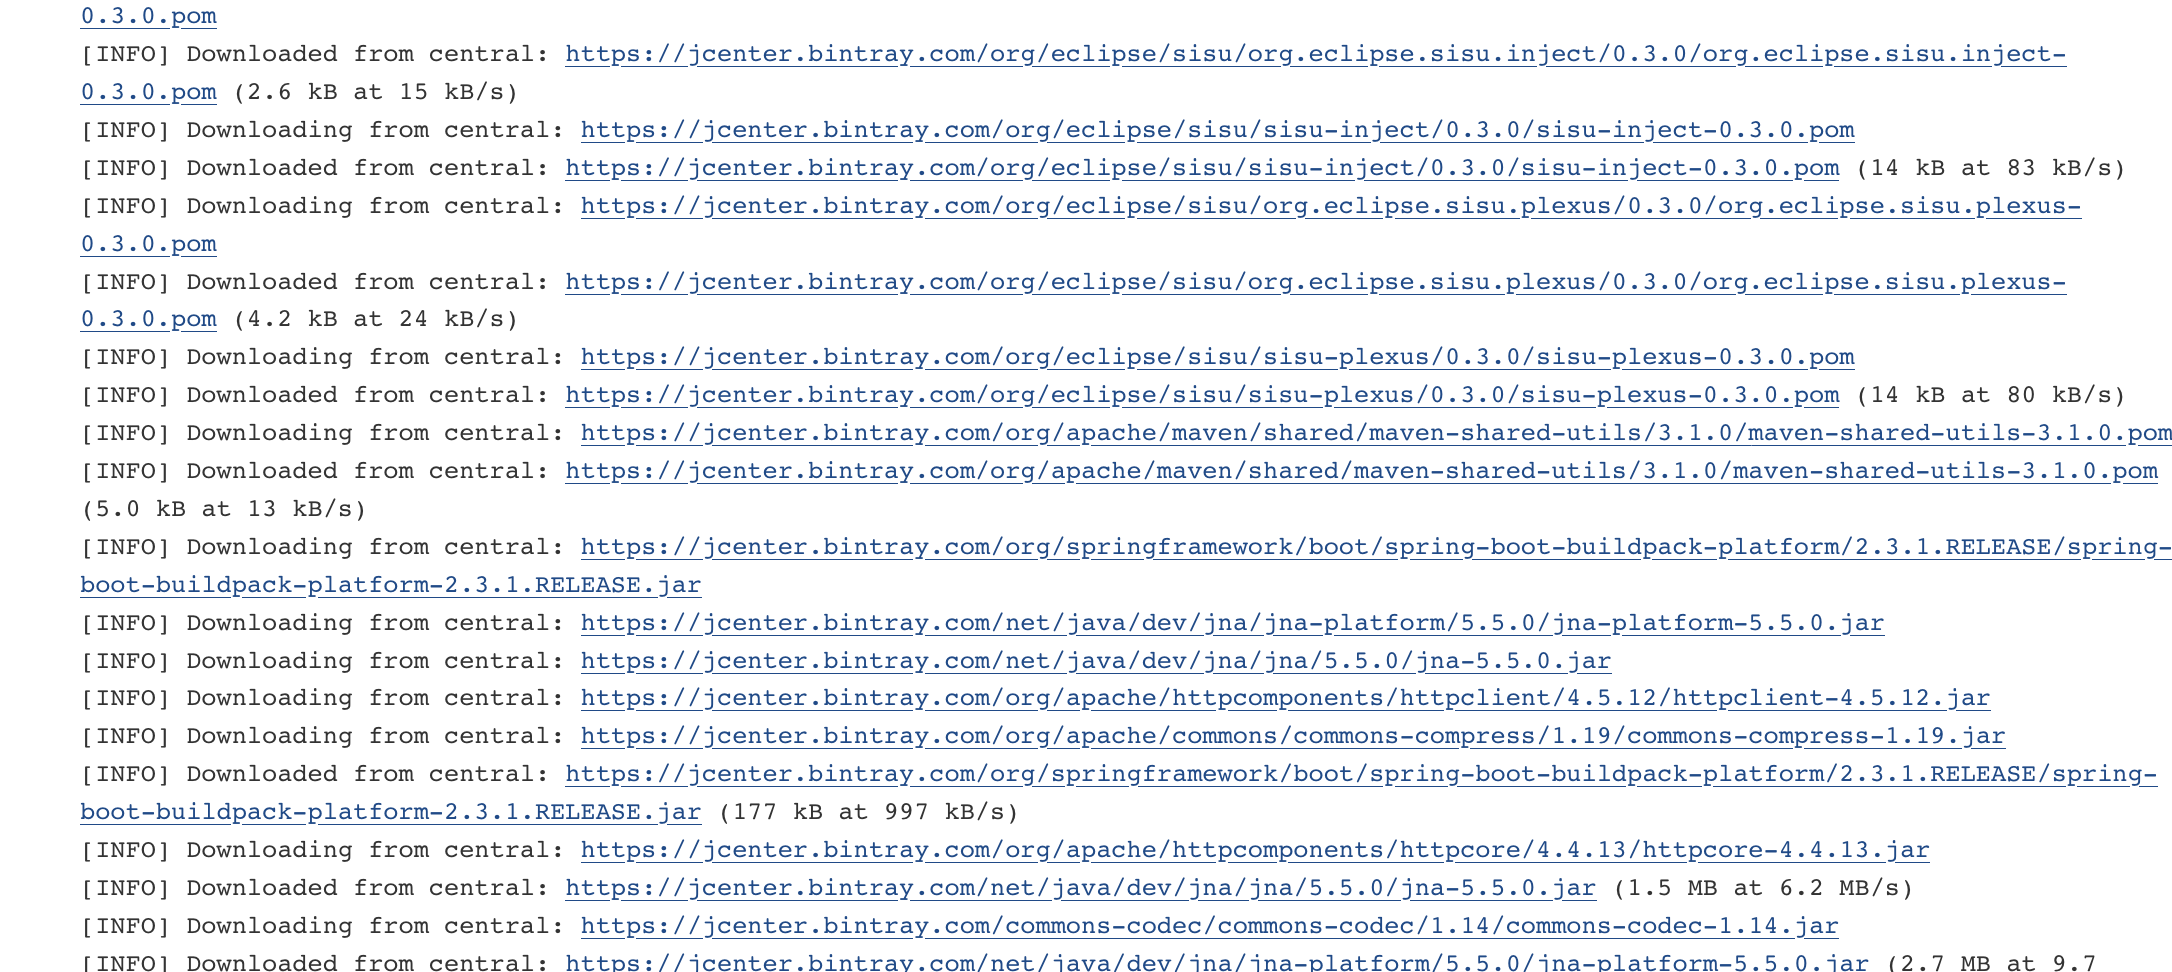 0.3.0.pom
[INFO] Downloaded from central: https://jcenter.bintray.com/org/eclipse/sisu/org.eclipse.sisu.inject/0.3.0/org.eclipse.sisu.inject-
0.3.0.pom (2.6 kB at 15 kB/s)
[INFO] Downloading from central: https://jcenter.bintray.com/org/eclipse/sisu/sisu-inject/0.3.0/sisu-inject-0.3.0.pom
[INFO] Downloaded from central: https://jcenter.bintray.com/org/eclipse/sisu/sisu-inject/0.3.0/sisu-inject-0.3.0.pom (14 kB at 83 kB/s)
[INFO] Downloading from central: https://jcenter.bintray.com/org/eclipse/sisu/org.eclipse.sisu.plexus/0.3.0/org.eclipse.sisu.plexus-
0.3.0.pom
[INFO] Downloaded from central: https://jcenter.bintray.com/org/eclipse/sisu/org.eclipse.sisu.plexus/0.3.0/org.eclipse.sisu.plexus-
0.3.0.pom (4.2 kB at 24 kB/s)
[INFO] Downloading from central: https://jcenter.bintray.com/org/eclipse/sisu/sisu-plexus/0.3.0/sisu-plexus-0.3.0.pom
[INFO] Downloaded from central: https://jcenter.bintray.com/org/eclipse/sisu/sisu-plexus/0.3.0/sisu-plexus-0.3.0.pom (14 kB at 80 kB/s)
[INFO] Downloading from central: https://jcenter.bintray.com/org/apache/maven/shared/maven-shared-utils/3.1.0/maven-shared-utils-3.1.0.pom
[INFO] Downloaded from central: https://jcenter.bintray.com/org/apache/maven/shared/maven-shared-utils/3.1.0/maven-shared-utils-3.1.0.pom
(5.0 kB at 13 kB/s)
[INFO] Downloading from central: https://jcenter.bintray.com/org/springframework/boot/spring-boot-buildpack-platform/2.3.1.RELEASE/spring-
boot-buildpack-platform-2.3.1.RELEASE.jar
[INFO] Downloading from central: https://jcenter.bintray.com/net/java/dev/jna/jna-platform/5.5.0/jna-platform-5.5.0.jar
[INFO] Downloading from central: https://jcenter.bintray.com/net/java/dev/jna/jna/5.5.0/jna-5.5.0.jar
[INFO] Downloading from central: https://jcenter.bintray.com/org/apache/httpcomponents/httpclient/4.5.12/httpclient-4.5.12.jar
[INFO] Downloading from central: https://jcenter.bintray.com/org/apache/commons/commons-compress/1.19/commons-compress-1.19.jar
[INFO] Downloaded from central: https://jcenter.bintray.com/org/springframework/boot/spring-boot-buildpack-platform/2.3.1.RELEASE/spring-
boot-buildpack-platform-2.3.1.RELEASE.jar (177 kB at 997 kB/s)
[INFO] Downloading from central: https://jcenter.bintray.com/org/apache/httpcomponents/httpcore/4.4.13/httpcore-4.4.13.jar
[INFO] Downloaded from central: https://jcenter.bintray.com/net/java/dev/jna/jna/5.5.0/jna-5.5.0.jar (1.5 MB at 6.2 MB/s)
[INFO] Downloading from central: https://jcenter.bintray.com/commons-codec/commons-codec/1.14/commons-codec-1.14.jar
[INFO] Downloaded from central: https://jcenter.bintray.com/net/java/dev/jna/jna-platform/5.5.0/jna-platform-5.5.0.jar (2.7 MB at 9.7